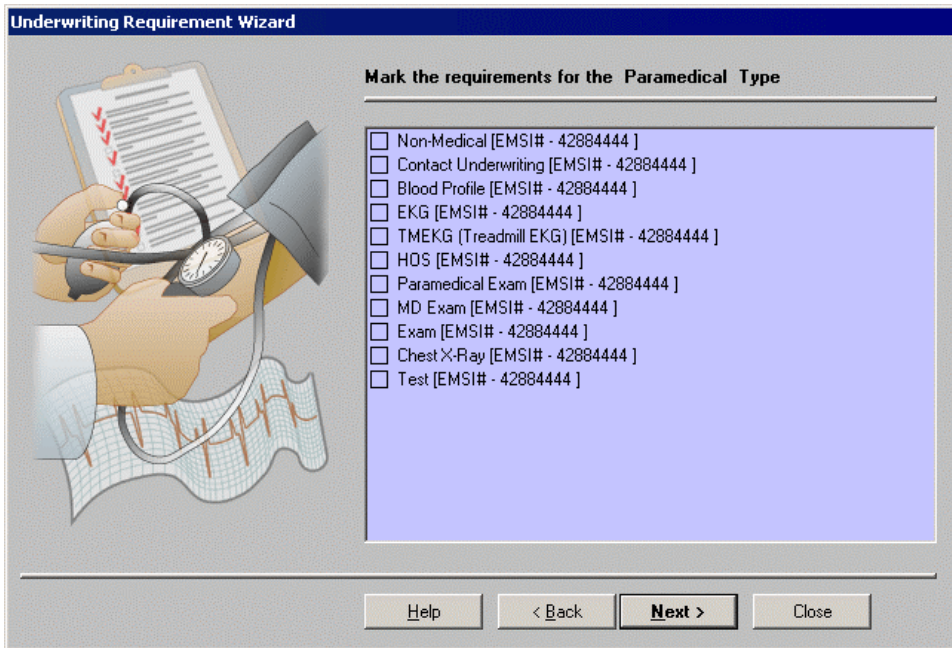 Underwriting Requirement Wizard
Mark the requirements for the Paramedical Type
Non-Medical [EMSI# - 42884444 ]
Contact Underwriting [EMSI# - 42884444 ]
Blood Profile [EMSI# - 42884444 ]
EKG [EMSI# - 42884444 ]
TMEKG (Treadmill EKG) [EMSI# - 42884444 ]
HOS [EMSI# - 42884444 ]
Paramedical Exam [EMSI# - 42884444 ]
MD Exam [EMSI# - 42884444 ]
Exam [EMSI# - 42884444 ]
Chest X-Ray [EMSI# - 42884444 ]
Test [EMSI# - 42884444 ]
Help < Back Next > Close